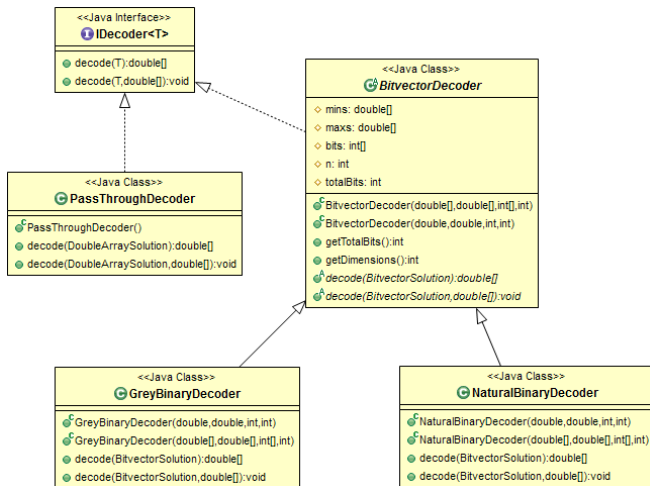 <<Java Interface>>
IDecoder<T>
decode(T):double[]
decode(T,double[]):void
<<Java Class>>
BitvectorDecoder
mins: double[]
maxs: double[]
bits: int[]
n: int
totalBits: int
BitvectorDecoder(double[],double[],int[],int)
BitvectorDecoder(double,double,int,int)
getTotalBits():int
getDimensions():int
decode(BitvectorSolution):double[]
decode(BitvectorSolution,double[]):void
<<Java Class>>
PassThroughDecoder
PassThroughDecoder()
decode(DoubleArraySolution):double[]
decode(DoubleArraySolution,double[]):void
<<Java Class>>
GreyBinaryDecoder
GreyBinaryDecoder(double,double,int,int)
GreyBinaryDecoder(double[],double[],int[],int)
decode(BitvectorSolution):double[]
decode(BitvectorSolution,double[]):void
<<Java Class>>
NaturalBinaryDecoder
NaturalBinaryDecoder(double,double,int,int)
NaturalBinaryDecoder(double[],double[],int[],int)
decode(BitvectorSolution):double[]
decode(BitvectorSolution,double[]):void